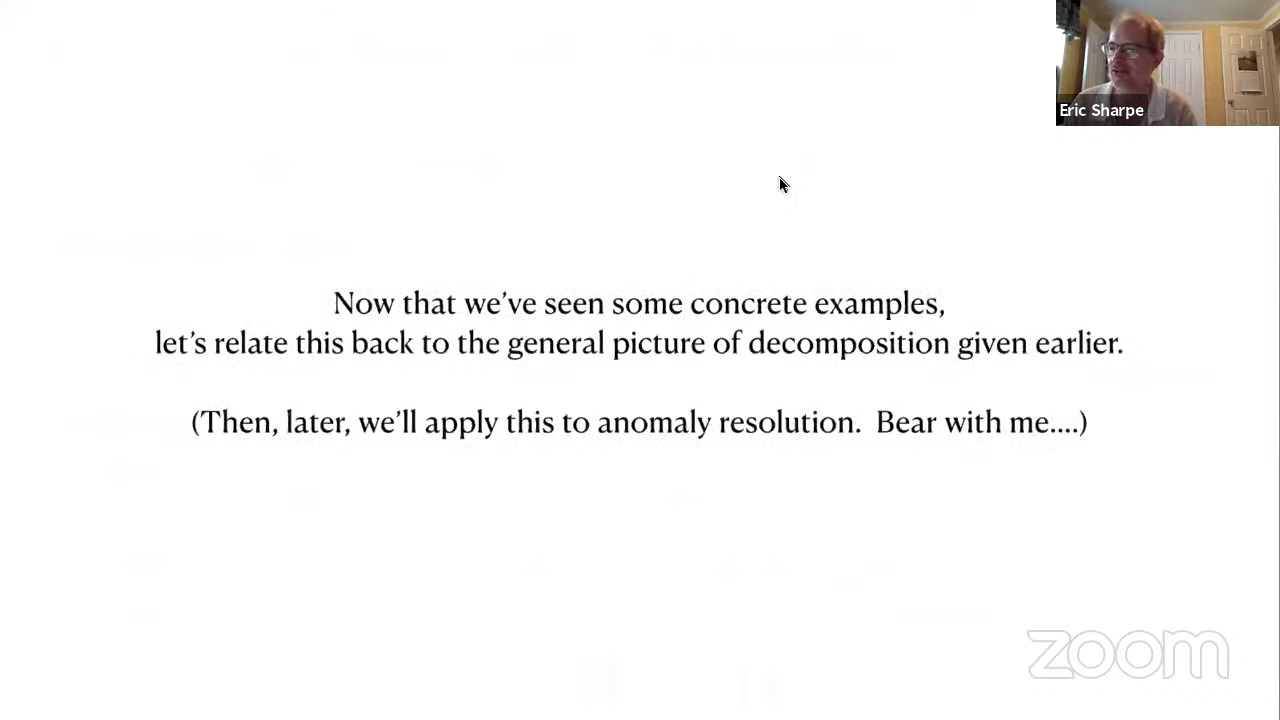 Eric Sharpe
Now that we've seen some concrete examples,
let's relate this back to the general picture of decomposition given earlier.
(Then, later, we'll apply this to anomaly resolution.  Bear with me....)
zoom